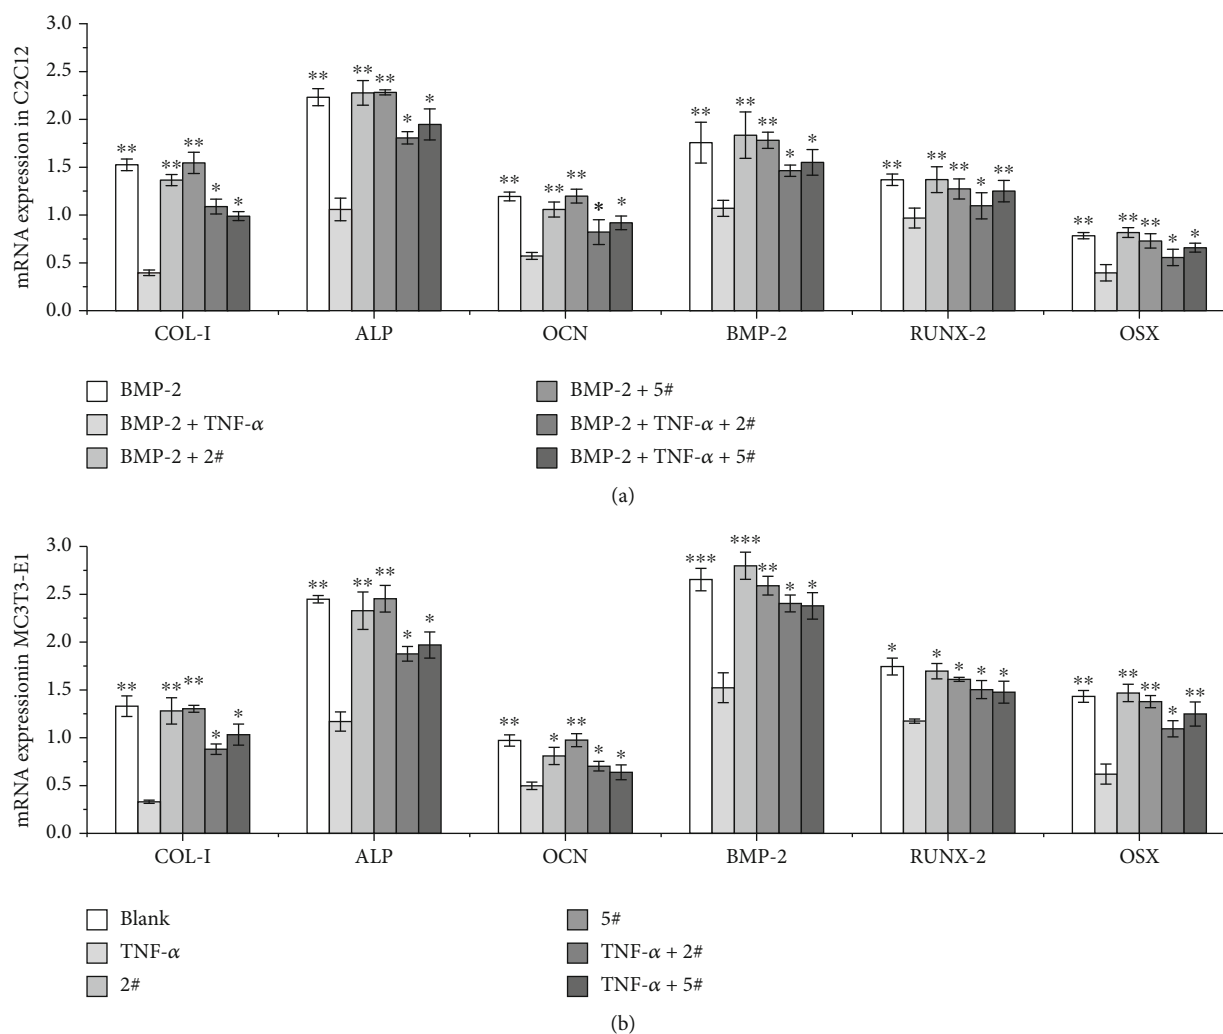 mRNA expression in C2C12
3.0
2.5
2.0
1.5
1.0
0.5
0.0
** ** ** * *
** ** ** * *
** ** ** * *
** ** ** * *
** ** ** * **
** ** ** * *
COL-I ALP OCN BMP-2 RUNX-2 OSX
BMP-2
BMP-2 + TNF-α
BMP-2 + 2#
BMP-2 + 5#
BMP-2 + TNF-α + 2#
BMP-2 + TNF-α + 5#
(a)
mRNA expressionin MC3T3-E1
3.0
2.5
2.0
1.5
1.0
0.5
0.0
** ** ** * *
** ** ** * *
** * ** * *
*** *** ** * *
* * * * *
** ** ** * **
COL-I ALP OCN BMP-2 RUNX-2 OSX
Blank
TNF-α
2#
5#
TNF-α + 2#
TNF-α + 5#
(b)